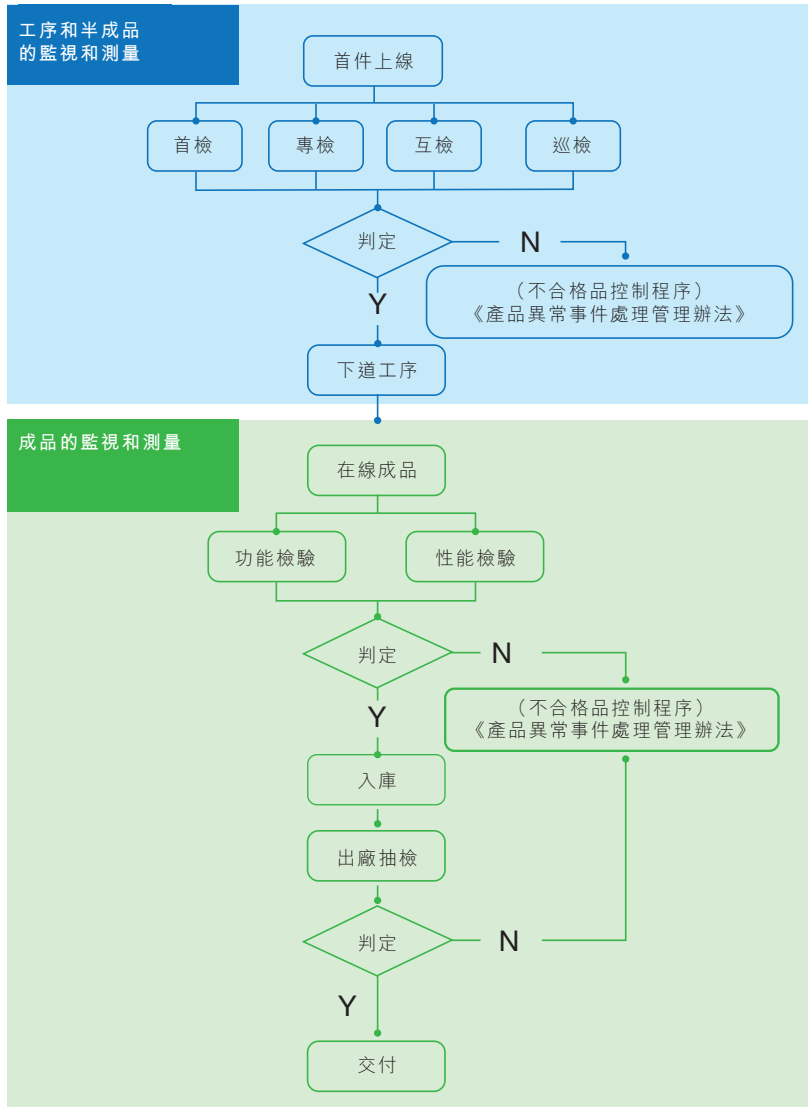 工序和半成品
的監視和測量
首件上線
首檢
專檢
互檢
巡檢
判定
N
（不合格品控制程序）
《產品異常事件處理管理辦法》
Y
下道工序
成品的監視和測量
在線成品
功能檢驗
性能檢驗
判定
N
（不合格品控制程序）
《產品異常事件處理管理辦法》
Y
入庫
出廠抽檢
判定
N
Y
交付